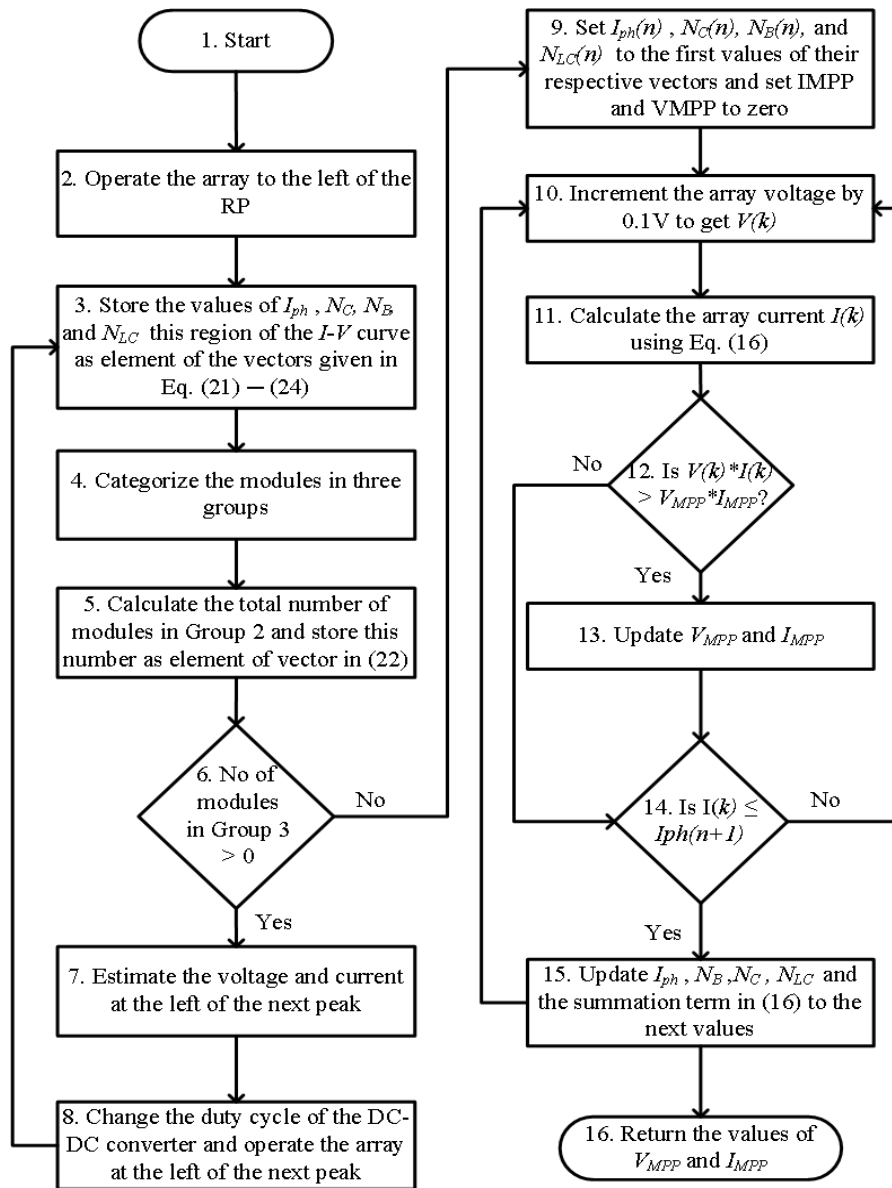 1. Start
2. Operate the array to the left of the
RP
3. Store the values of Iph , NC, NB,
and NLC this region of the I-V curve
as element of the vectors given in
Eq. (21) – (24)
4. Categorize the modules in three
groups
5. Calculate the total number of
modules in Group 2 and store this
number as element of vector in (22)
6. No of
modules
in Group 3
> 0
No
Yes
7. Estimate the voltage and current
at the left of the next peak
8. Change the duty cycle of the DC-
DC converter and operate the array
at the left of the next peak
9. Set Iph(n) , NC(n), NB(n), and
NLC(n) to the first values of their
respective vectors and set IMPP
and VMPP to zero
10. Increment the array voltage by
0.1V to get V(k)
11. Calculate the array current I(k)
using Eq. (16)
No
12. Is V(k)*I(k)
> VMPP*IMPP?
Yes
13. Update VMPP and IMPP
14. Is I(k) ≤
Iph(n+1)
No
Yes
15. Update Iph , NB ,NC , NLC and
the summation term in (16) to the
next values
16. Return the values of
VMPP and IMPP